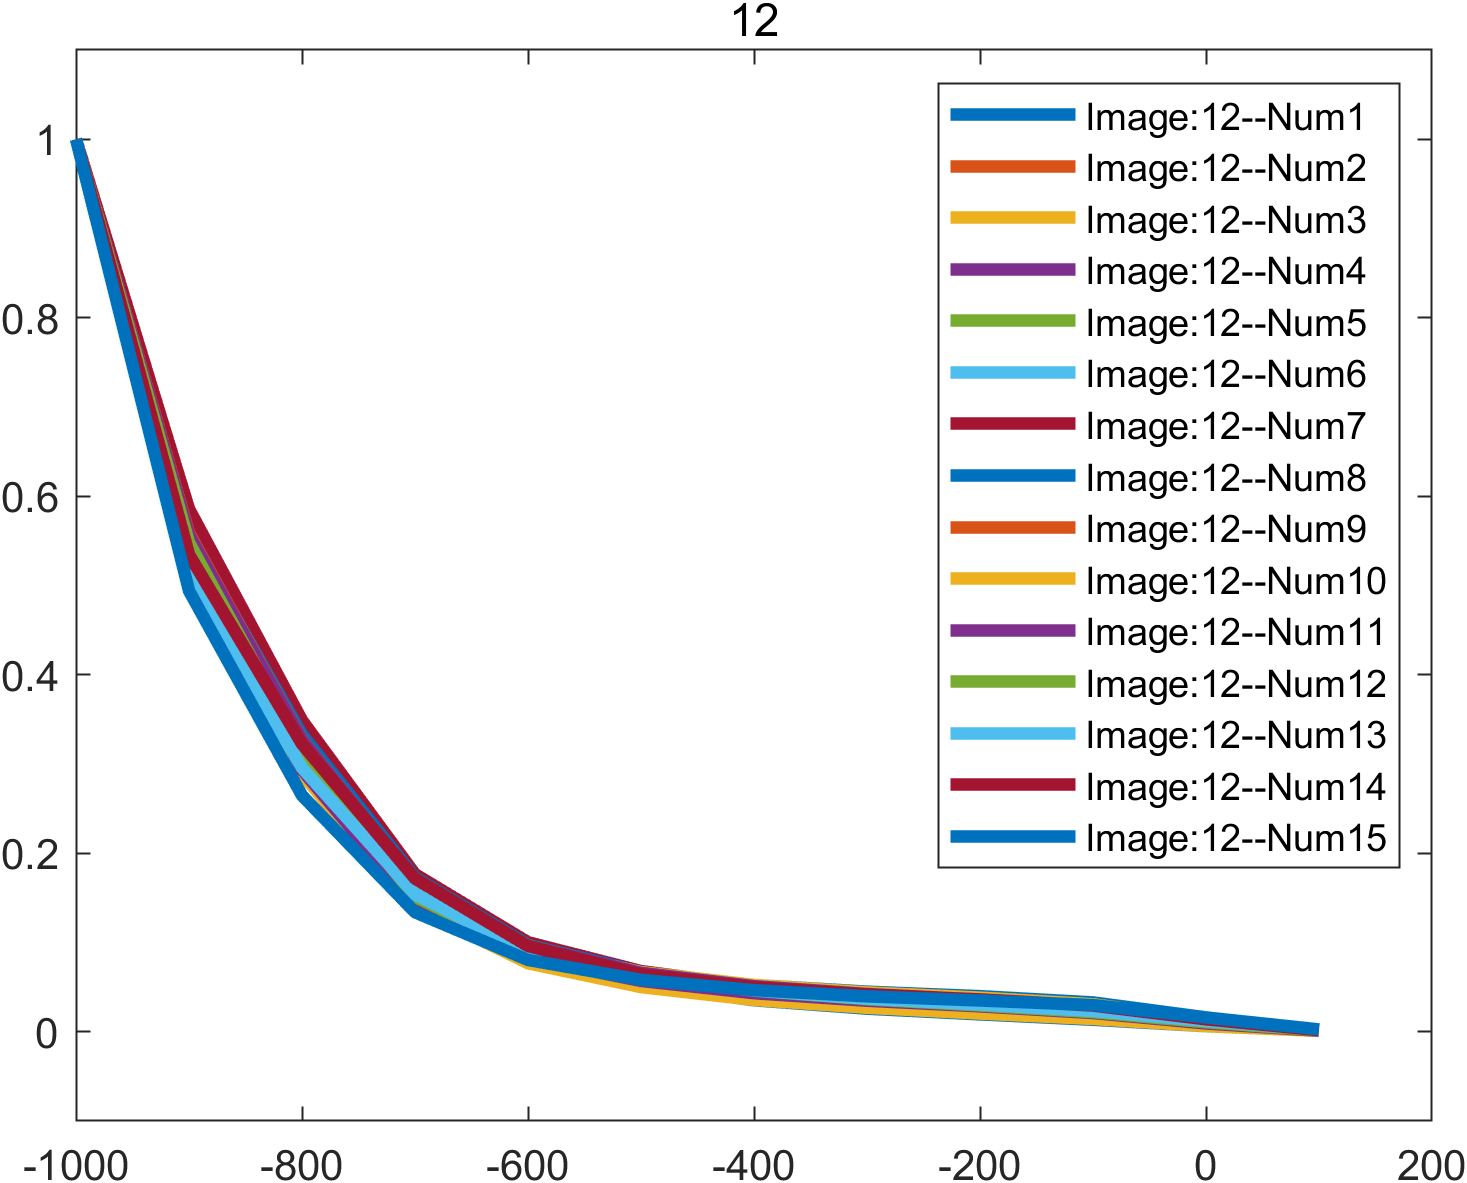 12
1
0.8
0.6
0.4
0.2
0
-1000
-800
-600
-400
-200
0
200
Image:12--Num1
Image:12--Num2
Image:12--Num3
Image:12--Num4
Image:12--Num5
Image:12--Num6
Image:12--Num7
Image:12--Num8
Image:12--Num9
Image:12--Num10
Image:12--Num11
Image:12--Num12
Image:12--Num13
Image:12--Num14
Image:12--Num15